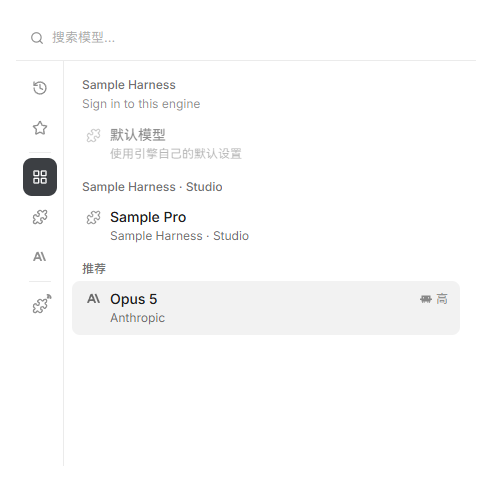 搜索模型...
Sample Harness
Sign in to this engine
默认模型
使用引擎自己的默认设置
Sample Harness · Studio
Sample Pro
Sample Harness · Studio
推荐
Opus 5
高
Anthropic